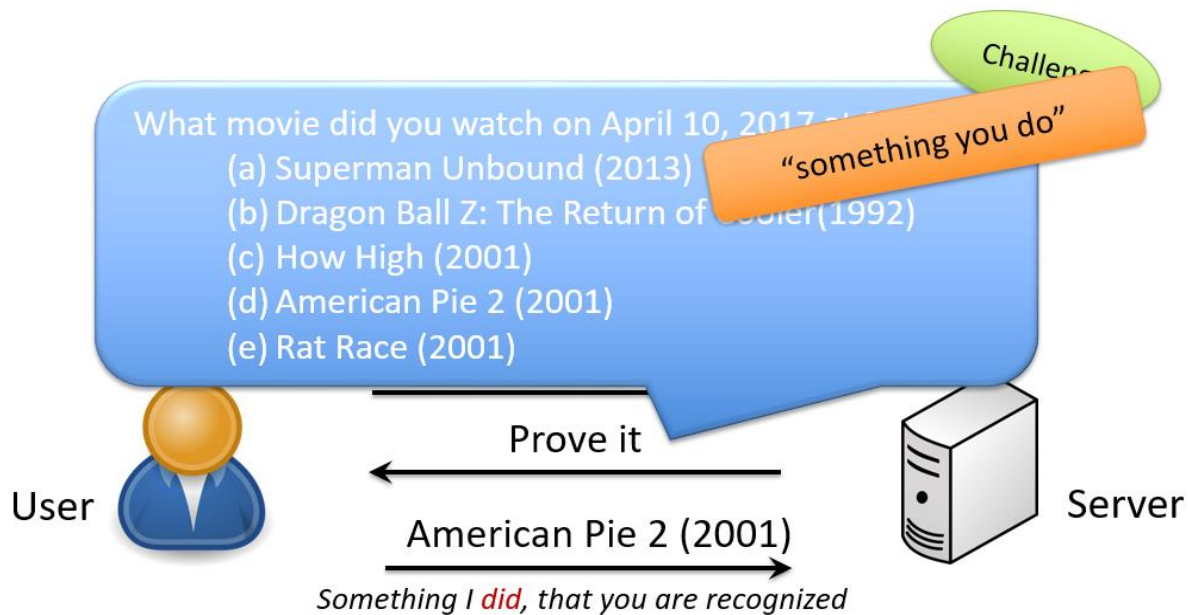 Challen
What movie did you watch on April 10, 2017
"something you do"
(a) Superman Unbound (2013)
(b) Dragon Ball Z: The Return of Cooler(1992)
(c) How High (2001)
(d) American Pie 2 (2001)
(e) Rat Race (2001)
Prove it
User
Server
American Pie 2 (2001)
Something I did, that you are recognized